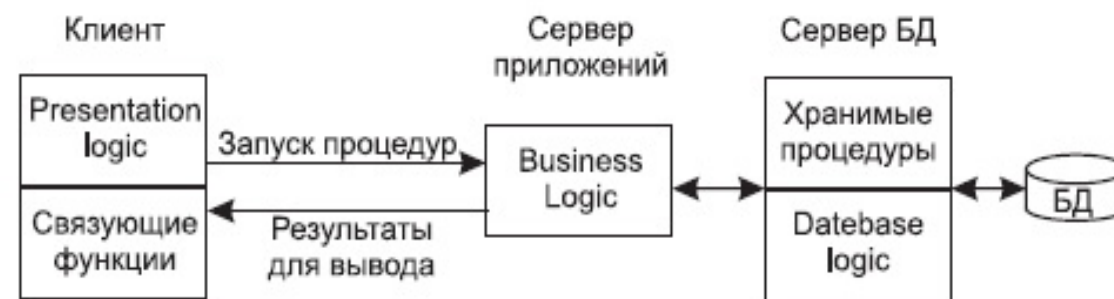 Клиент
Сервер
приложений
Сервер БД
Presentation
logic
Связующие
функции
Запуск процедур
Результаты
для вывода
Business
Logic
Хранимые
процедуры
Datebase
logic
БД